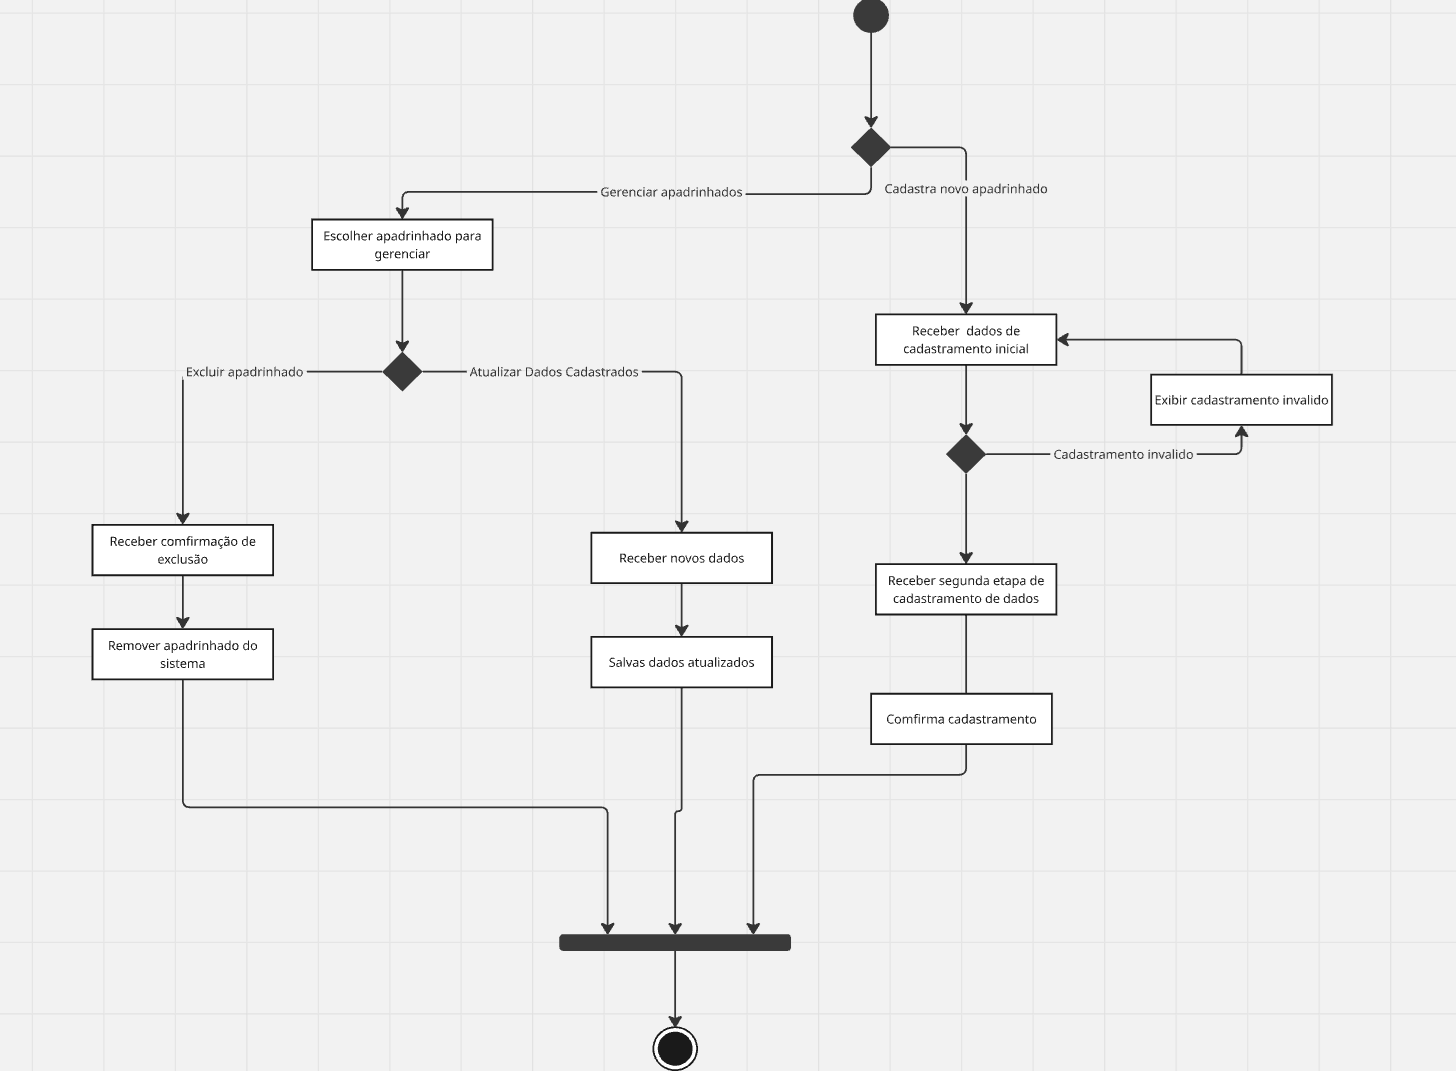 Gerenciar apadrinhados
Cadastra novo apadrinhado
Escolher apadrinhado para
gerenciar
Receber dados de
cadastramento inicial
Excluir apadrinhado
Atualizar Dados Cadastrados
Exibir cadastramento invalido
Cadastramento invalido
Receber comfirmação de
exclusão
Receber novos dados
Receber segunda etapa de
cadastramento de dados
Remover apadrinhado do
sistema
Salvas dados atualizados
Comfirma cadastramento